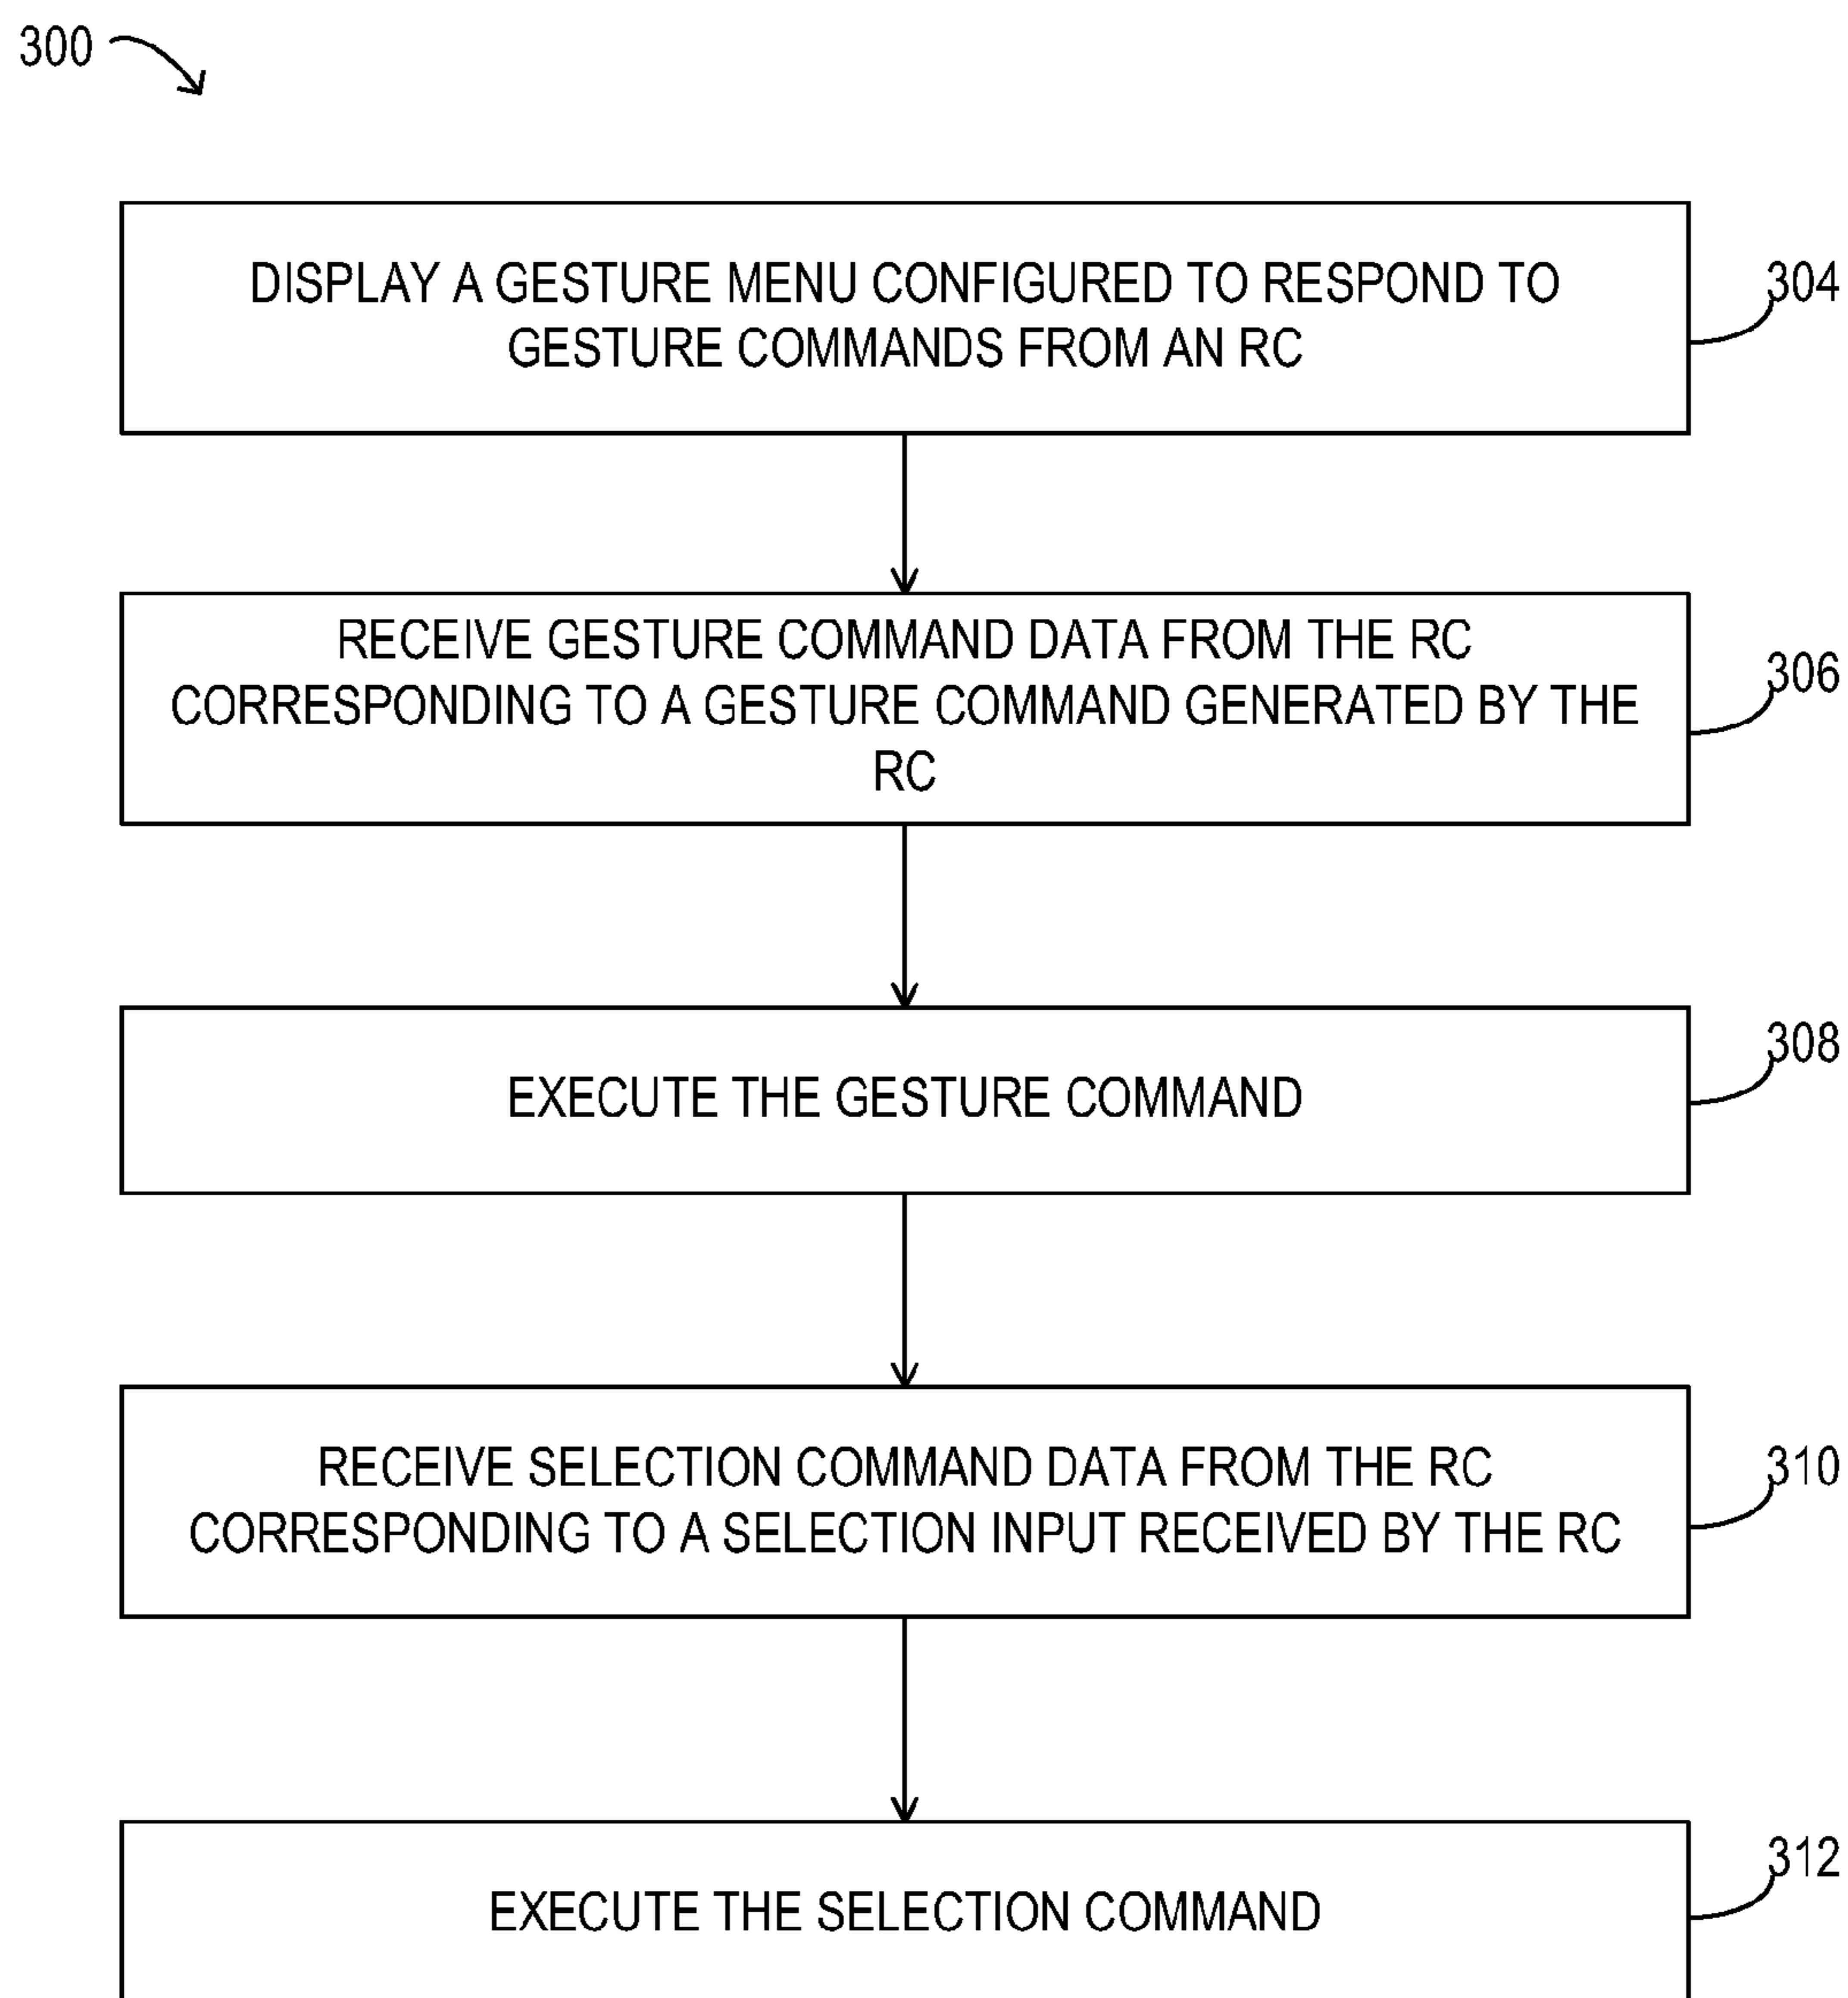 300
DISPLAY A GESTURE MENU CONFIGURED TO RESPOND TO
GESTURE COMMANDS FROM AN RC
304
RECEIVE GESTURE COMMAND DATA FROM THE RC
CORRESPONDING TO A GESTURE COMMAND GENERATED BY THE
RC
306
EXECUTE THE GESTURE COMMAND
308
RECEIVE SELECTION COMMAND DATA FROM THE RC
CORRESPONDING TO A SELECTION INPUT RECEIVED BY THE RC
310
EXECUTE THE SELECTION COMMAND
312